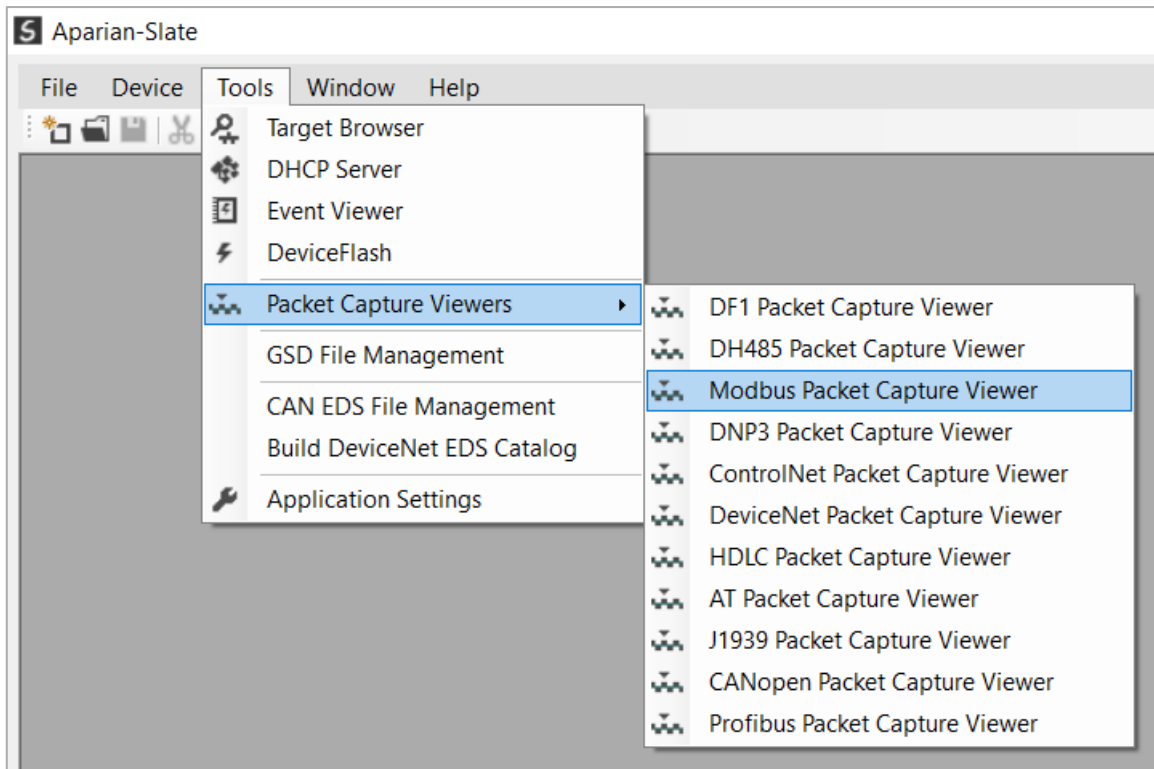 S Aparian-Slate
File Device Tools Window Help
Target Browser
DHCP Server
Event Viewer
DeviceFlash
Packet Capture Viewers
GSD File Management
CAN EDS File Management
Build DeviceNet EDS Catalog
Application Settings
DF1 Packet Capture Viewer
DH485 Packet Capture Viewer
Modbus Packet Capture Viewer
DNP3 Packet Capture Viewer
ControlNet Packet Capture Viewer
DeviceNet Packet Capture Viewer
HDLC Packet Capture Viewer
AT Packet Capture Viewer
J1939 Packet Capture Viewer
CANopen Packet Capture Viewer
Profibus Packet Capture Viewer